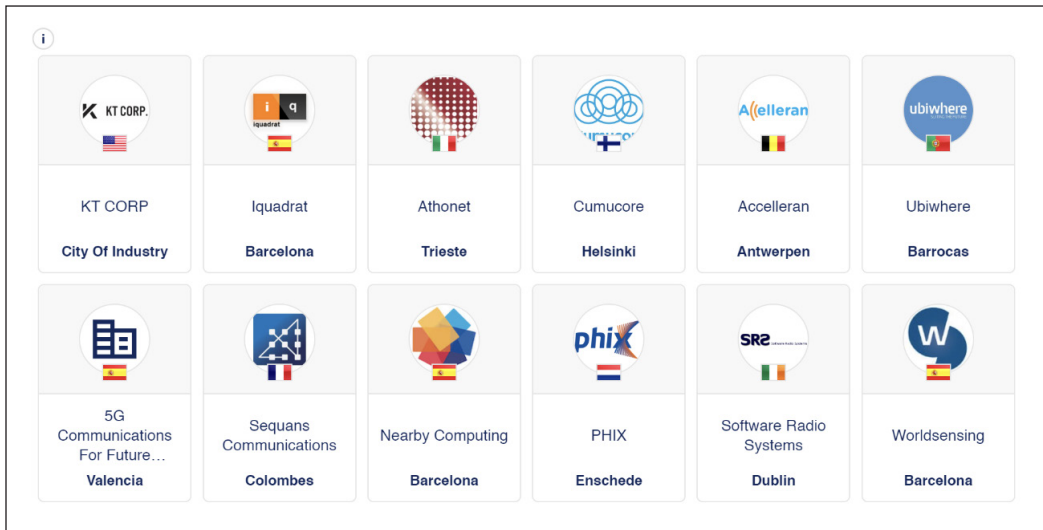 i
KT CORP.
i q
iquadrat
Accelleran
ubiwhere
KT CORP
Iquadrat
Athonet
Cumucore
Accelleran
Ubiwhere
City Of Industry
Barcelona
Trieste
Helsinki
Antwerpen
Barrocas
phix
SRS
W
5G
Communications
For Future...
Sequans
Communications
Nearby Computing
PHIX
Software Radio
Systems
Worldsensing
Valencia
Colombes
Barcelona
Enschede
Dublin
Barcelona